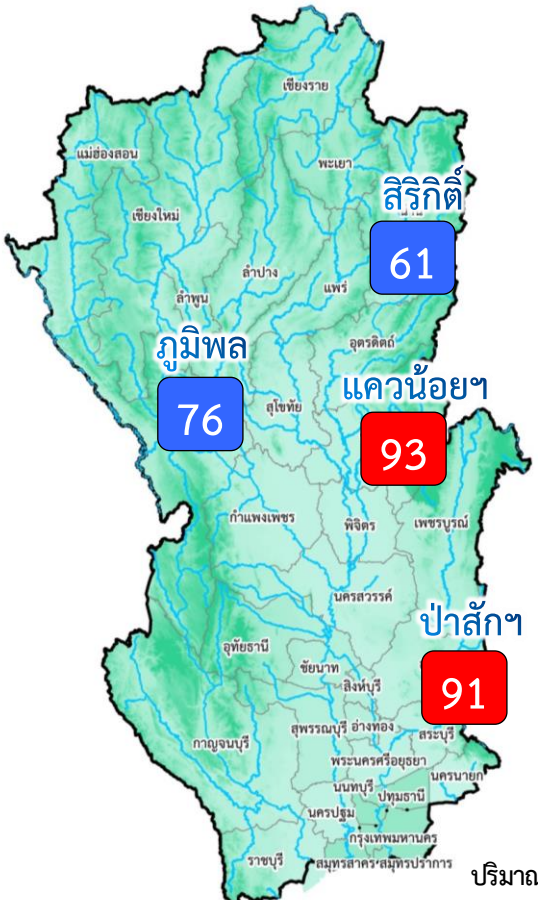 เชียงราย
แม่ฮ่องสอน
พะเยา
สิริกิติ์
เชียงใหม่
61
ลำปาง
แพร่
ลำพูน
ภูมิพล
อุตรดิตถ์
แควน้อยฯ
76
สุโขทัย
93
กำแพงเพชร
พิจิตร
เพชรบูรณ์
นครสวรรค์
ป่าสักฯ
อุทัยธานี
ชัยนาท
สิงห์บุรี
91
สุพรรณบุรี
อ่างทอง
สระบุรี
กาญจนบุรี
พระนครศรีอยุธยา
นครนายก
นนทบุรี
ปทุมธานี
นครปฐม
กรุงเทพมหานคร
ราชบุรี
สมุทรสาคร
สมุทรปราการ
ปริมาณ